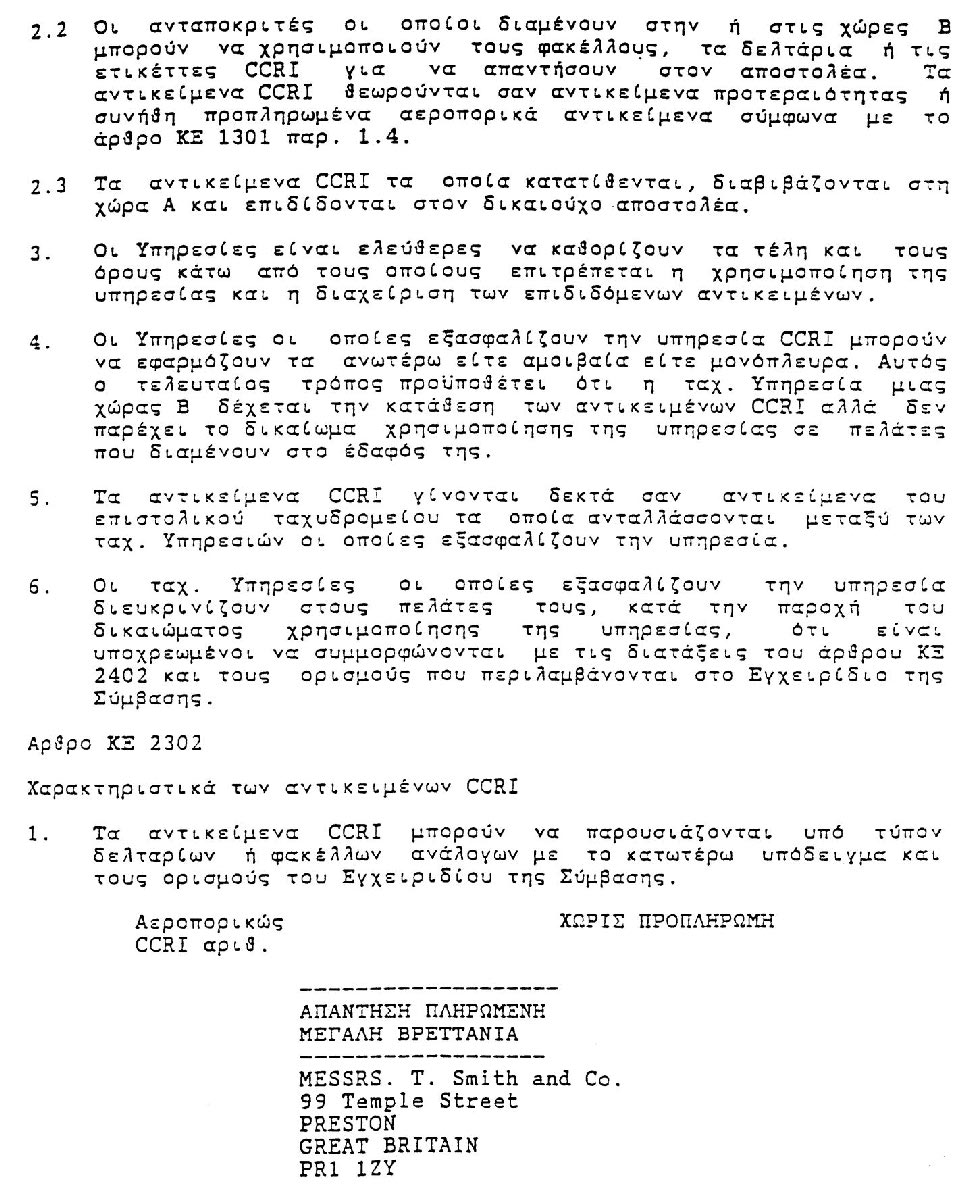 2.2 Οι ανταποκριτές οι οποίοι διαμένουν στην ή στις χώρες Β
μπορούν να χρησιμοποιούν τους φακέλλους, τα δελτάρια ή τις
ετικέττες CCRI για να απαντήσουν στον αποστολέα. Τα
αντικείμενα CCRI θεωρούνται σαν αντικείμενα προτεραιότητας ή
συνήθη προπληρωμένα αεροπορικά αντικείμενα σύμφωνα με το
άρθρο ΚΞ 1301 παρ. 1.4.
2.3 Τα αντικείμενα CCRI τα οποία κατατίθενται, διαβιβάζονται στη
χώρα Α και επιδίδονται στον δικαιούχο αποστολέα.
3. Οι Υπηρεσίες είναι ελεύθερες να καθορίζουν τα τέλη και τους
όρους κάτω από τους οποίους επιτρέπεται η χρησιμοποίηση της
υπηρεσίας και η διαχείριση των επιδιδόμενων αντικειμένων.
4. Οι Υπηρεσίες οι οποίες εξασφαλίζουν την υπηρεσία CCRI μπορούν
να εφαρμόζουν τα ανωτέρω είτε αμοιβαία είτε μονόπλευρα. Αυτός
ο τελευταίος τρόπος προϋποθέτει ότι η ταχ. Υπηρεσία μιας
χώρας Β δέχεται την κατάθεση των αντικειμένων CCRI αλλά δεν
παρέχει το δικαίωμα χρησιμοποίησης της υπηρεσίας σε πελάτες
που διαμένουν στο έδαφός της.
5. Τα αντικείμενα CCRI γίνονται δεκτά σαν αντικείμενα του
επιστολικού ταχυδρομείου τα οποία ανταλλάσσονται μεταξύ των
ταχ. Υπηρεσιών οι οποίες εξασφαλίζουν την υπηρεσία.
6. Οι ταχ. Υπηρεσίες οι οποίες εξασφαλίζουν την υπηρεσία
διευκρινίζουν στους πελάτες τους, κατά την παροχή του
δικαιώματος χρησιμοποίησης της υπηρεσίας, ότι είναι
υποχρεωμένοι να συμμορφώνονται με τις διατάξεις του άρθρου ΚΞ
2402 και τους ορισμούς που περιλαμβάνονται στο Εγχειρίδιο της
Σύμβασης.
Αρθρο ΚΞ 2302
Χαρακτηριστικά των αντικειμένων CCRI
1. Τα αντικείμενα CCRI μπορούν να παρουσιάζονται υπό τύπον
δελταρίων ή φακέλλων ανάλογων με το κατωτέρω υπόδειγμα και
τους ορισμούς του Εγχειριδίου της Σύμβασης.
Αεροπορικώς ΧΩΡΙΣ ΠΡΟΠΛΗΡΩΜΗ
CCRI αριθ.
-------------------
ΑΠΑΝΤΗΣΗ ΠΛΗΡΩΜΕΝΗ
ΜΕΓΑΛΗ ΒΡΕΤΤΑΝΙΑ
------------------
MESSRS. T. Smith and Co.
99 Temple Street
PRESTON
GREAT BRITAIN
PR1 1ZY